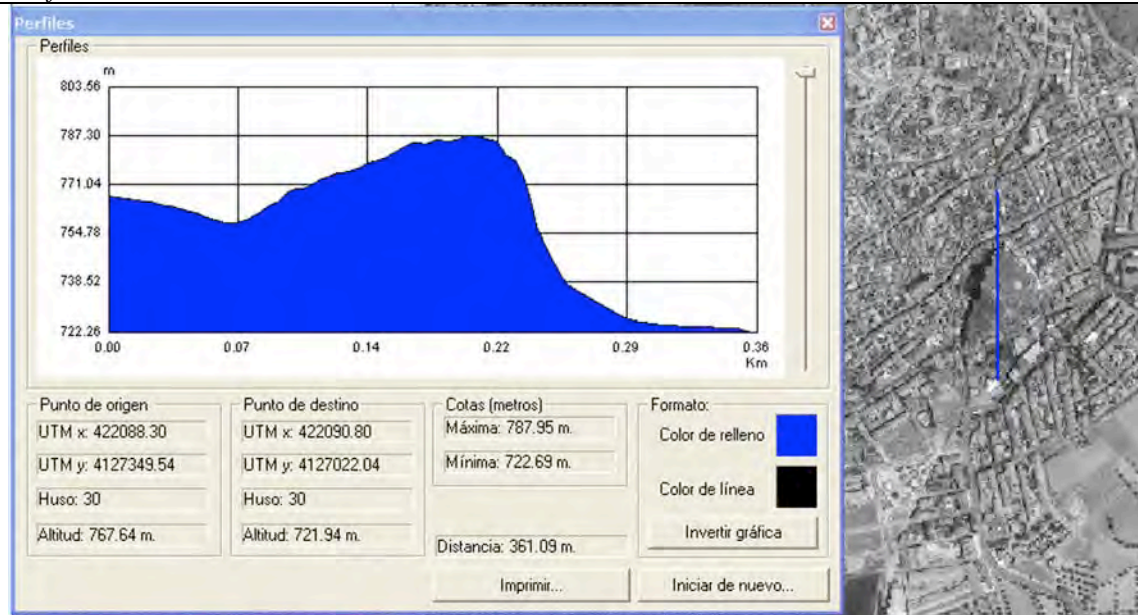 Perfiles
Perfiles
m
803.56
787.30
771.04
754.78
738.52
722.26
0.00 0.07 0.14 0.22 0.29 0.36
Km
Punto de origen
UTM x: 422088.30
UTM y: 4127349.54
Huso: 30
Altitud: 767.64 m.
Punto de destino
UTM x: 422090.80
UTM y: 4127022.04
Huso: 30
Altitud: 721.94 m.
Cotas (metros)
Máxima: 787.95 m.
Mínima: 722.69 m.
Distancia: 361.09 m.
Formato:
Color de relleno
Color de línea
Invertir gráfica
Imprimir...
Iniciar de nuevo...